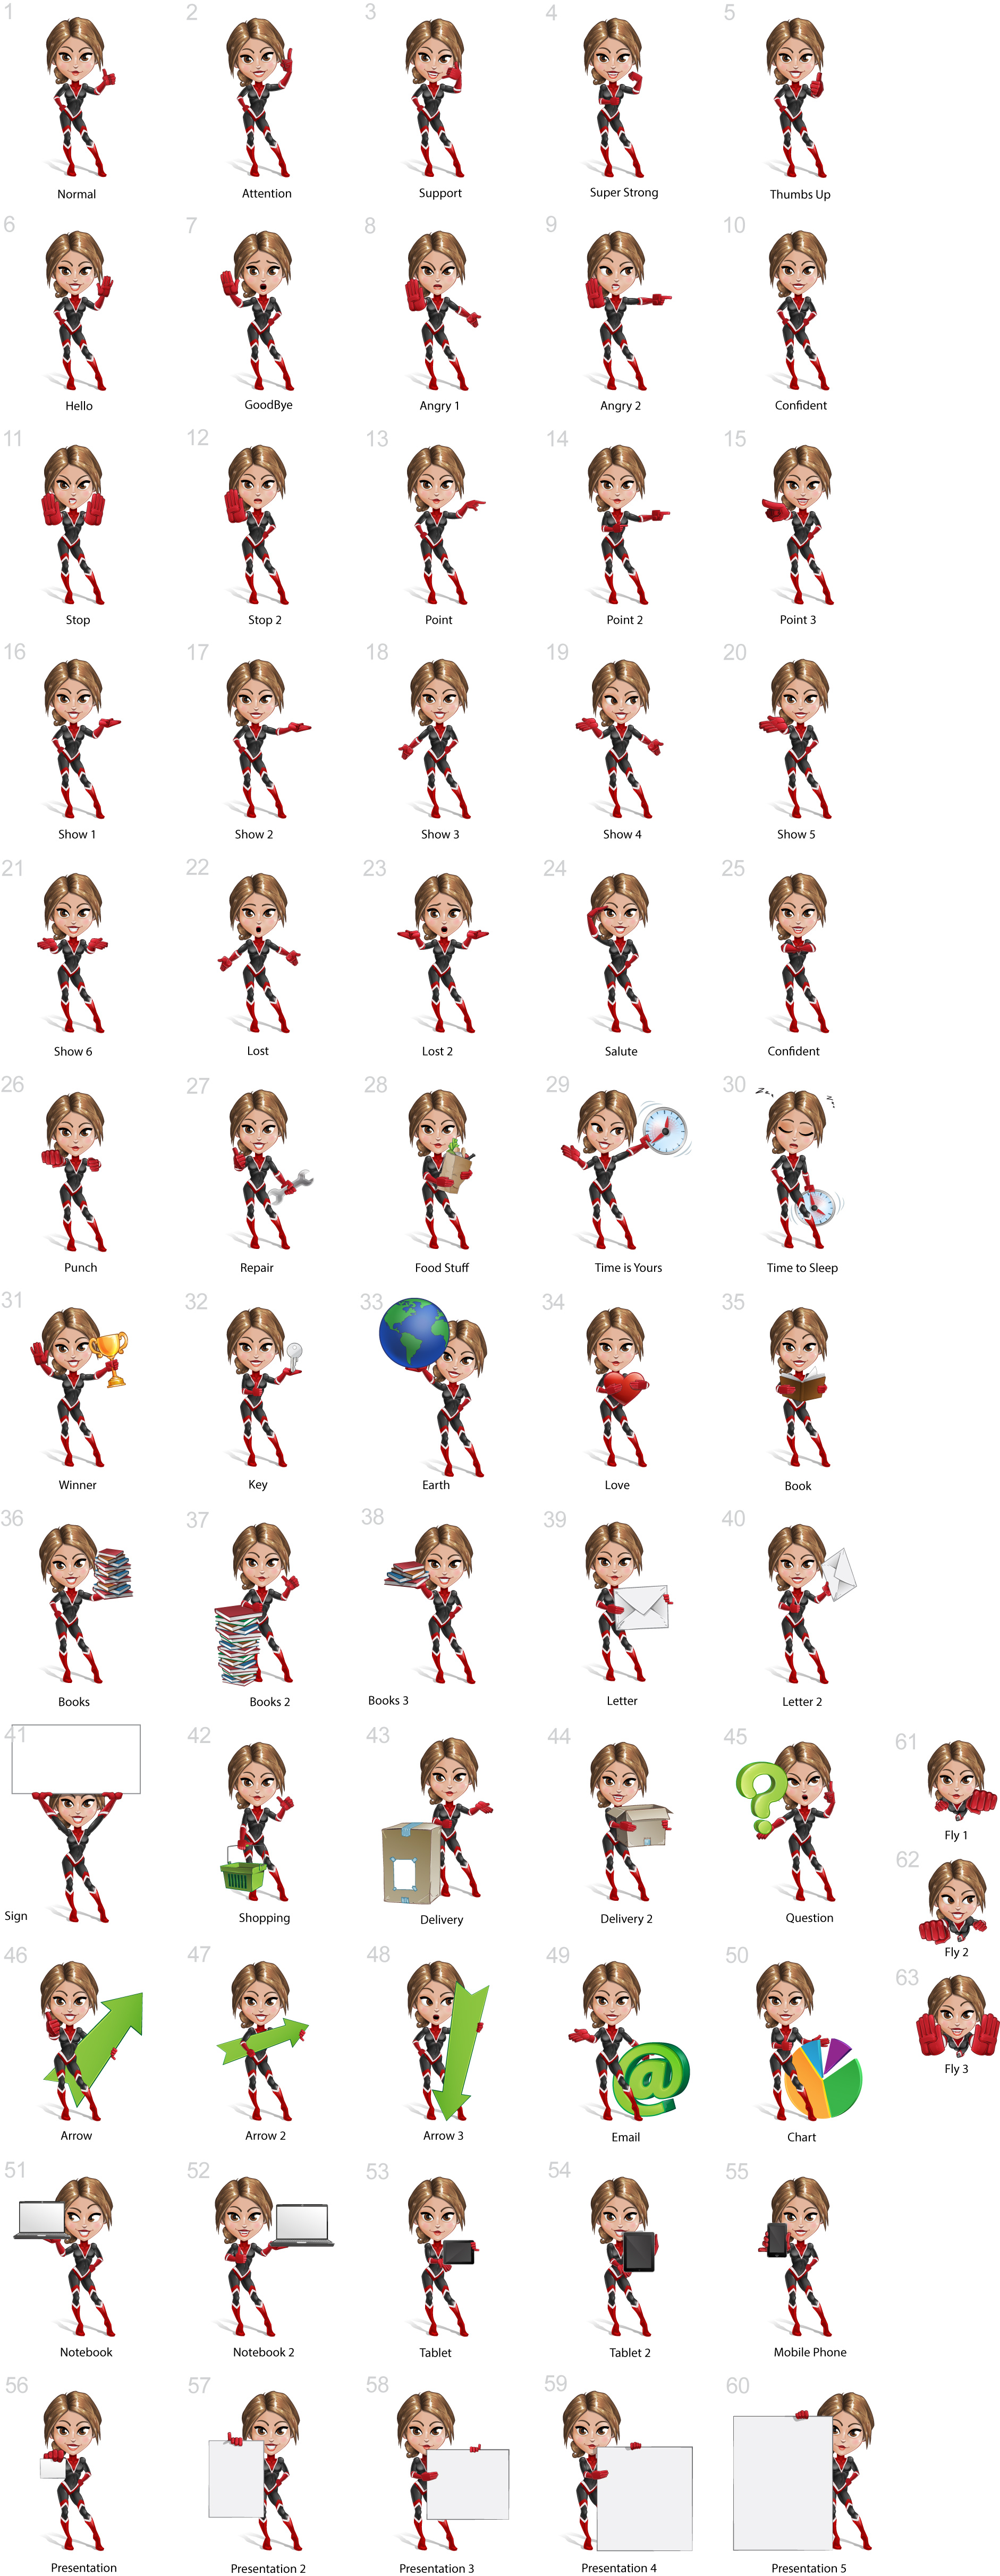 1 2 3 4 5
Normal Attention Support Super Strong Thumbs Up
6 7 8 9 10
Hello GoodBye Angry 1 Angry 2 Confident
11 12 13 14 15
Stop Stop 2 Point Point 2 Point 3
16 17 18 19 20
Show 1 Show 2 Show 3 Show 4 Show 5
21 22 23 24 25
Show 6 Lost Lost 2 Salute Confident
26 27 28 29 30
Z z z Z z z
Punch Repair Food Stuff Time is Yours Time to Sleep
31 32 33 34 35
Winner Key Earth Love Book
36 37 38 39 40
Books Books 2 Books 3 Letter Letter 2
41 42 43 44 45 61
?
Fly 1
62
Sign Shopping Delivery Delivery 2 Question
Fly 2
46 47 48 49 50 63
@
Fly 3
Arrow Arrow 2 Arrow 3 Email Chart
51 52 53 54 55
Notebook Notebook 2 Tablet Tablet 2 Mobile Phone
56 57 58 59 60
Presentation Presentation 2 Presentation 3 Presentation 4 Presentation 5